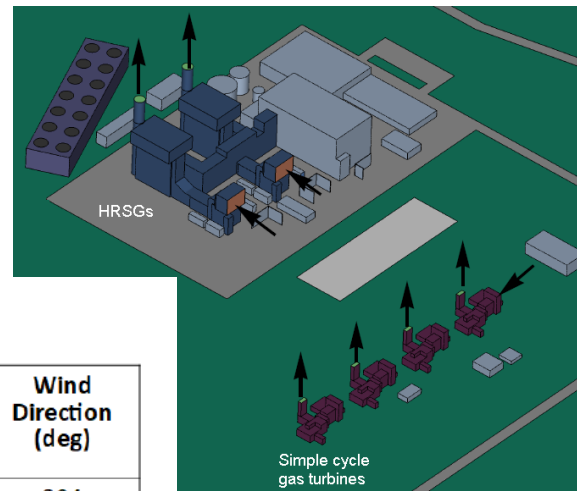 HRSGs
Simple cycle
gas turbines
Wind
Direction
(deg)